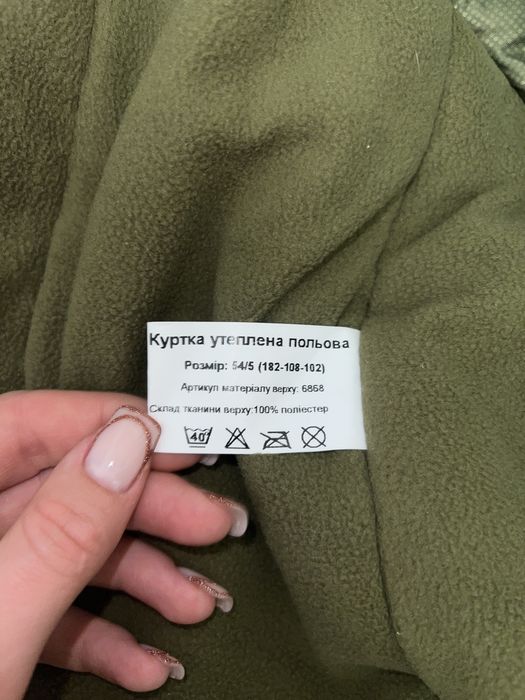 Куртка утеплена польова
Розмір: 54/5 (182-108-102)
Артикул матеріалу верху: 6868
Склад тканини верху:100% поліестер
40